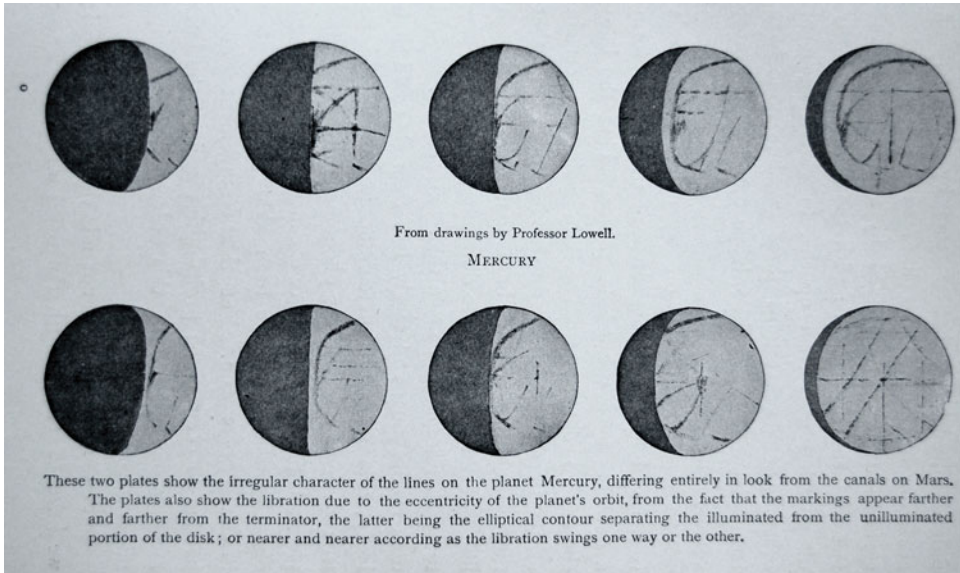 From drawings by Professor Lowell.
MERCURY
These two plates show the irregular character of the lines on the planet Mercury, differing entirely in look from the canals on Mars.
The plates also show the libration due to the eccentricity of the planet's orbit, from the fact that the markings appear farther
and farther from the terminator, the latter being the elliptical contour separating the illuminated from the unilluminated
portion of the disk; or nearer and nearer according as the libration swings one way or the other.